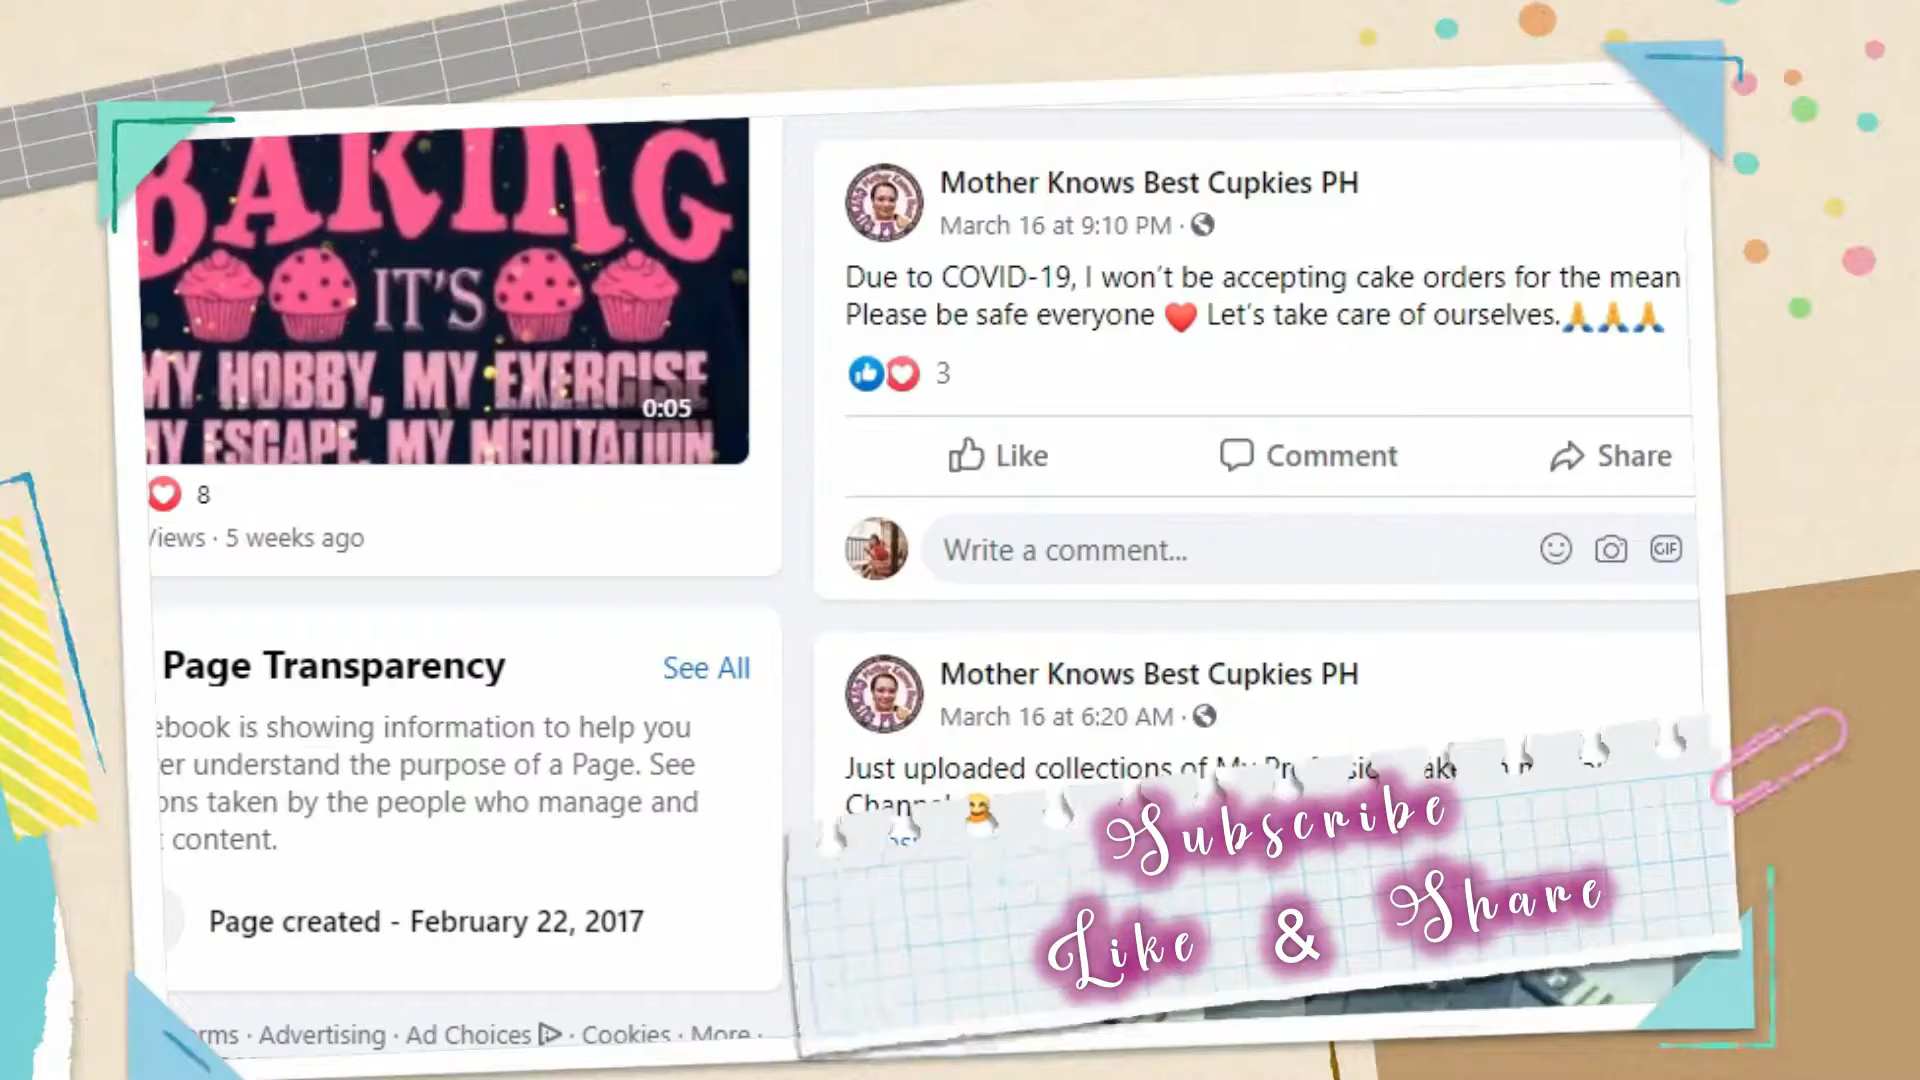 BAKING
IT'S
MY HOBBY, MY EXERCISE
MY ESCAPE, MY MEDITATION
0:05
8
Views · 5 weeks ago
Page Transparency
See All
ebook is showing information to help you
er understand the purpose of a Page. See
ons taken by the people who manage and
content.
Page created - February 22, 2017
rms · Advertising · Ad Choices · Cookies · More ·
Mother Knows Best Cupkies PH
March 16 at 9:10 PM ·
Due to COVID-19, I won't be accepting cake orders for the mean
Please be safe everyone ❤️ Let's take care of ourselves.🙏🙏🙏
3
Like Comment Share
Write a comment...
GIF
Mother Knows Best Cupkies PH
March 16 at 6:20 AM ·
Just uploaded collections of My
Subscribe
Like & Share